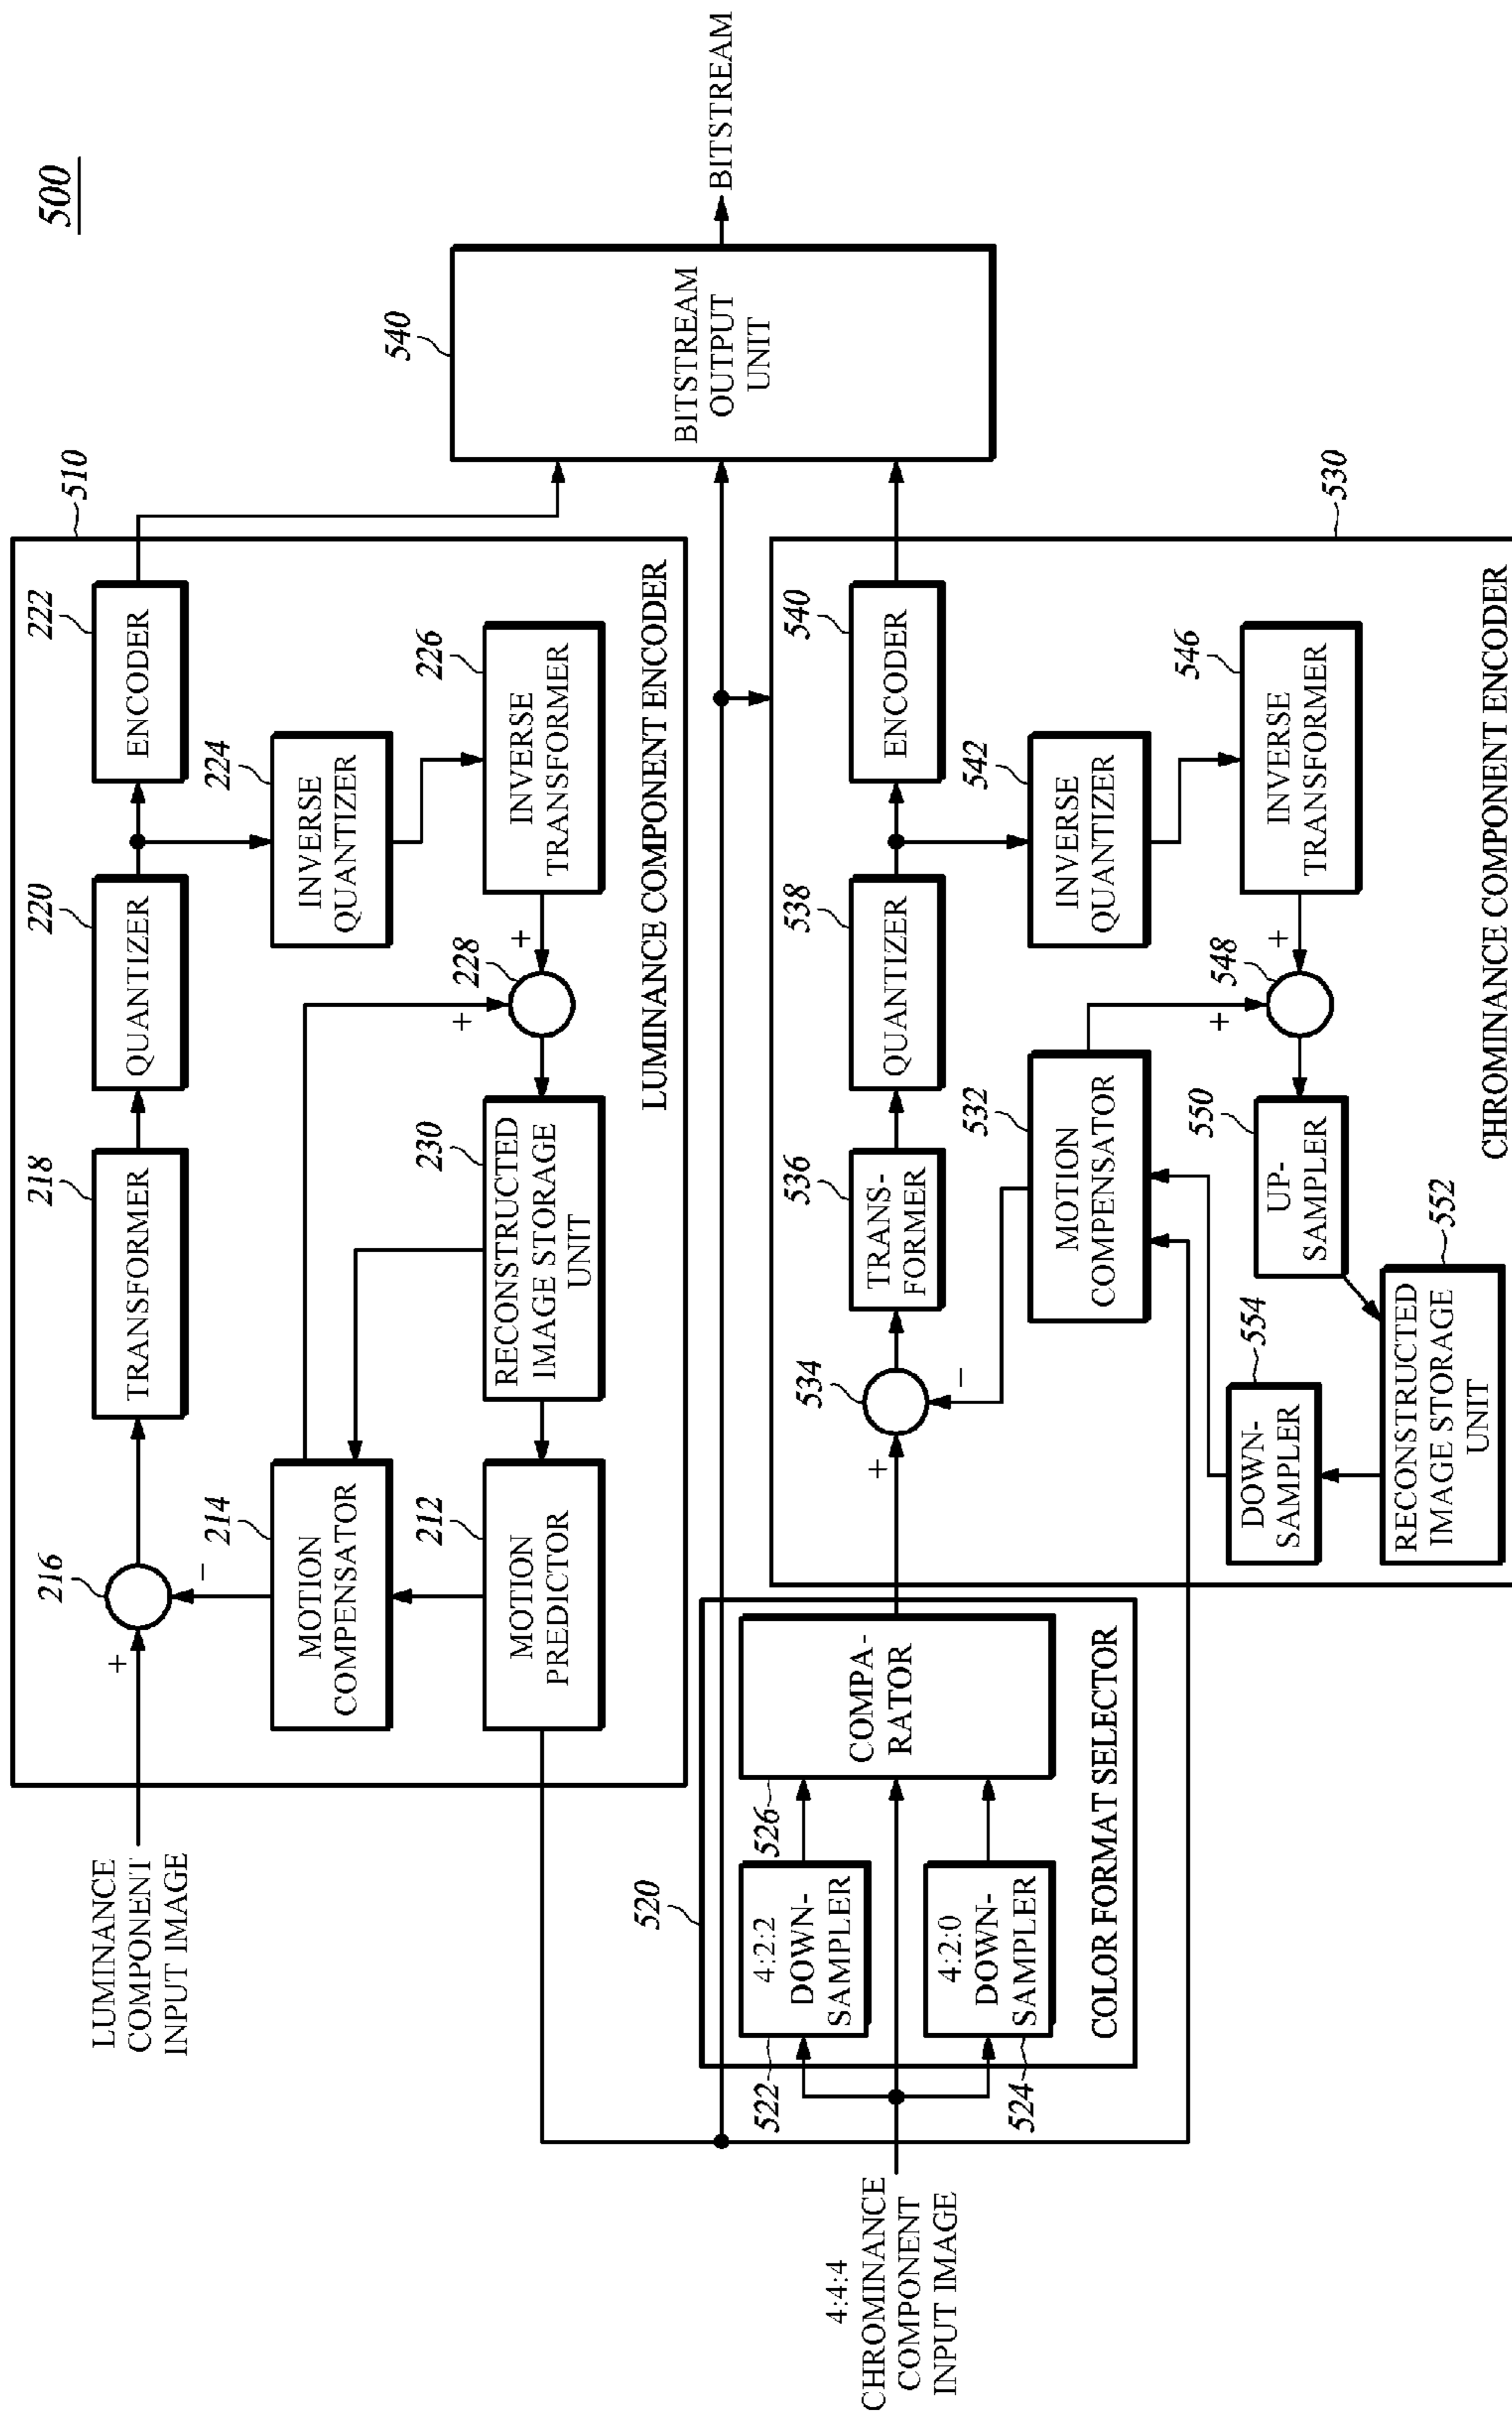 500
LUMINANCE
COMPONENT
INPUT IMAGE
+
216
−
218
TRANSFORMER
220
QUANTIZER
222
ENCODER
510
214
MOTION
COMPENSATOR
224
INVERSE
QUANTIZER
212
MOTION
PREDICTOR
230
RECONSTRUCTED
IMAGE STORAGE
UNIT
+
228
+
226
INVERSE
TRANSFORMER
LUMINANCE COMPONENT ENCODER
540
BITSTREAM
OUTPUT
UNIT
BITSTREAM
4:4:4
CHROMINANCE
COMPONENT
INPUT IMAGE
520
522
4:2:2
DOWN-
SAMPLER
524
4:2:0
DOWN-
SAMPLER
526
COMPA-
RATOR
COLOR FORMAT SELECTOR
530
+
534
−
536
TRANS-
FORMER
538
QUANTIZER
540
ENCODER
532
MOTION
COMPENSATOR
542
INVERSE
QUANTIZER
554
DOWN-
SAMPLER
550
UP-
SAMPLER
+
548
+
546
INVERSE
TRANSFORMER
552
RECONSTRUCTED
IMAGE STORAGE
UNIT
CHROMINANCE COMPONENT ENCODER